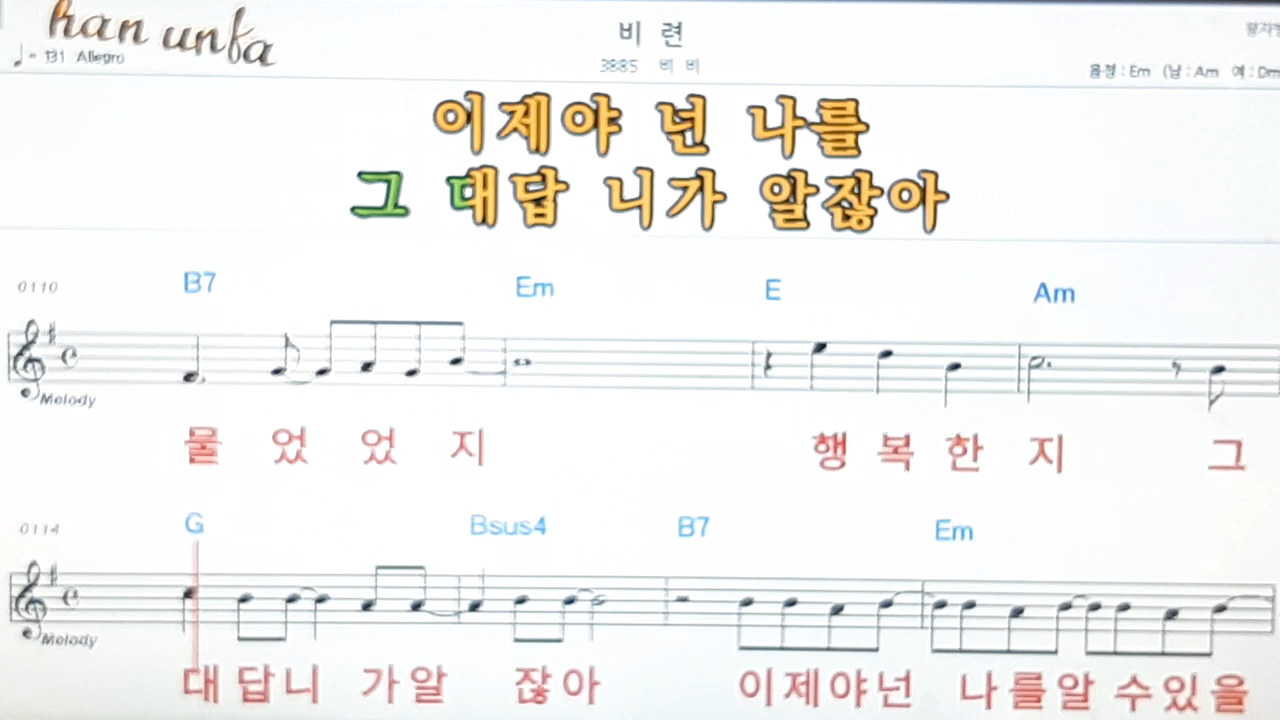 han unfa
비 련
♩= 131 Allegro
3885 비 비
원정 : Em (남 : Am 여 : Dm
이제야 넌 나를
그 대답 니가 알잖아
0110 B7 Em E Am
Melody
물 었 었 지 행 복 한 지 그
0114 G Bsus4 B7 Em
Melody
대 답 니 가 알 잖 아 이 제 야 넌 나 를 알 수 있 을